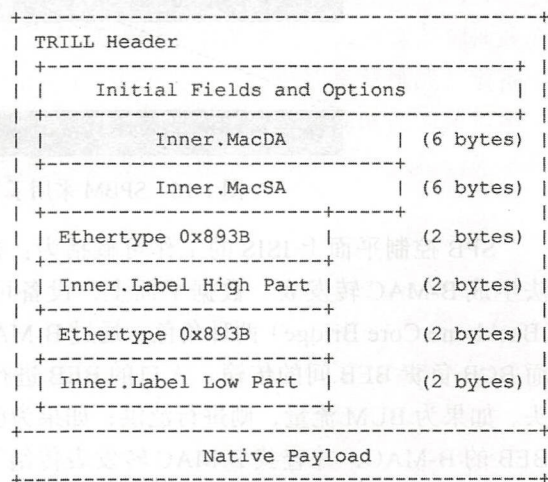 TRILL Header
Initial Fields and Options
Inner.MacDA (6 bytes)
Inner.MacSA (6 bytes)
Ethertype 0x893B (2 bytes)
Inner.Label High Part (2 bytes)
Ethertype 0x893B (2 bytes)
Inner.Label Low Part (2 bytes)
Native Payload